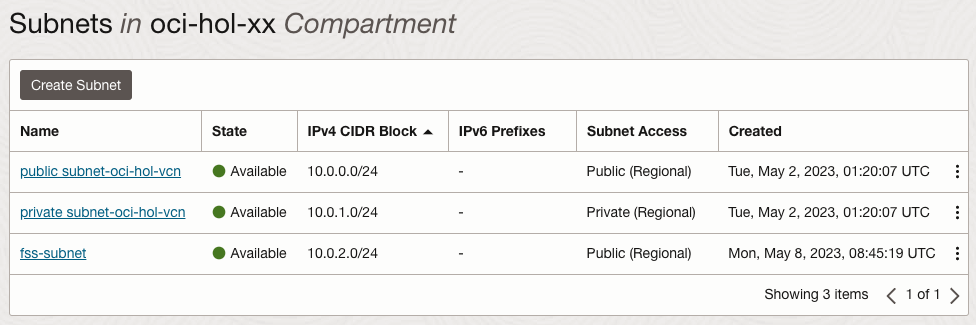 Subnets in oci-hol-xx Compartment
Create Subnet
Name State IPv4 CIDR Block IPv6 Prefixes Subnet Access Created
public subnet-oci-hol-vcn Available 10.0.0.0/24 - Public (Regional) Tue, May 2, 2023, 01:20:07 UTC
private subnet-oci-hol-vcn Available 10.0.1.0/24 - Private (Regional) Tue, May 2, 2023, 01:20:07 UTC
fss-subnet Available 10.0.2.0/24 - Public (Regional) Mon, May 8, 2023, 08:45:19 UTC
Showing 3 items 1 of 1